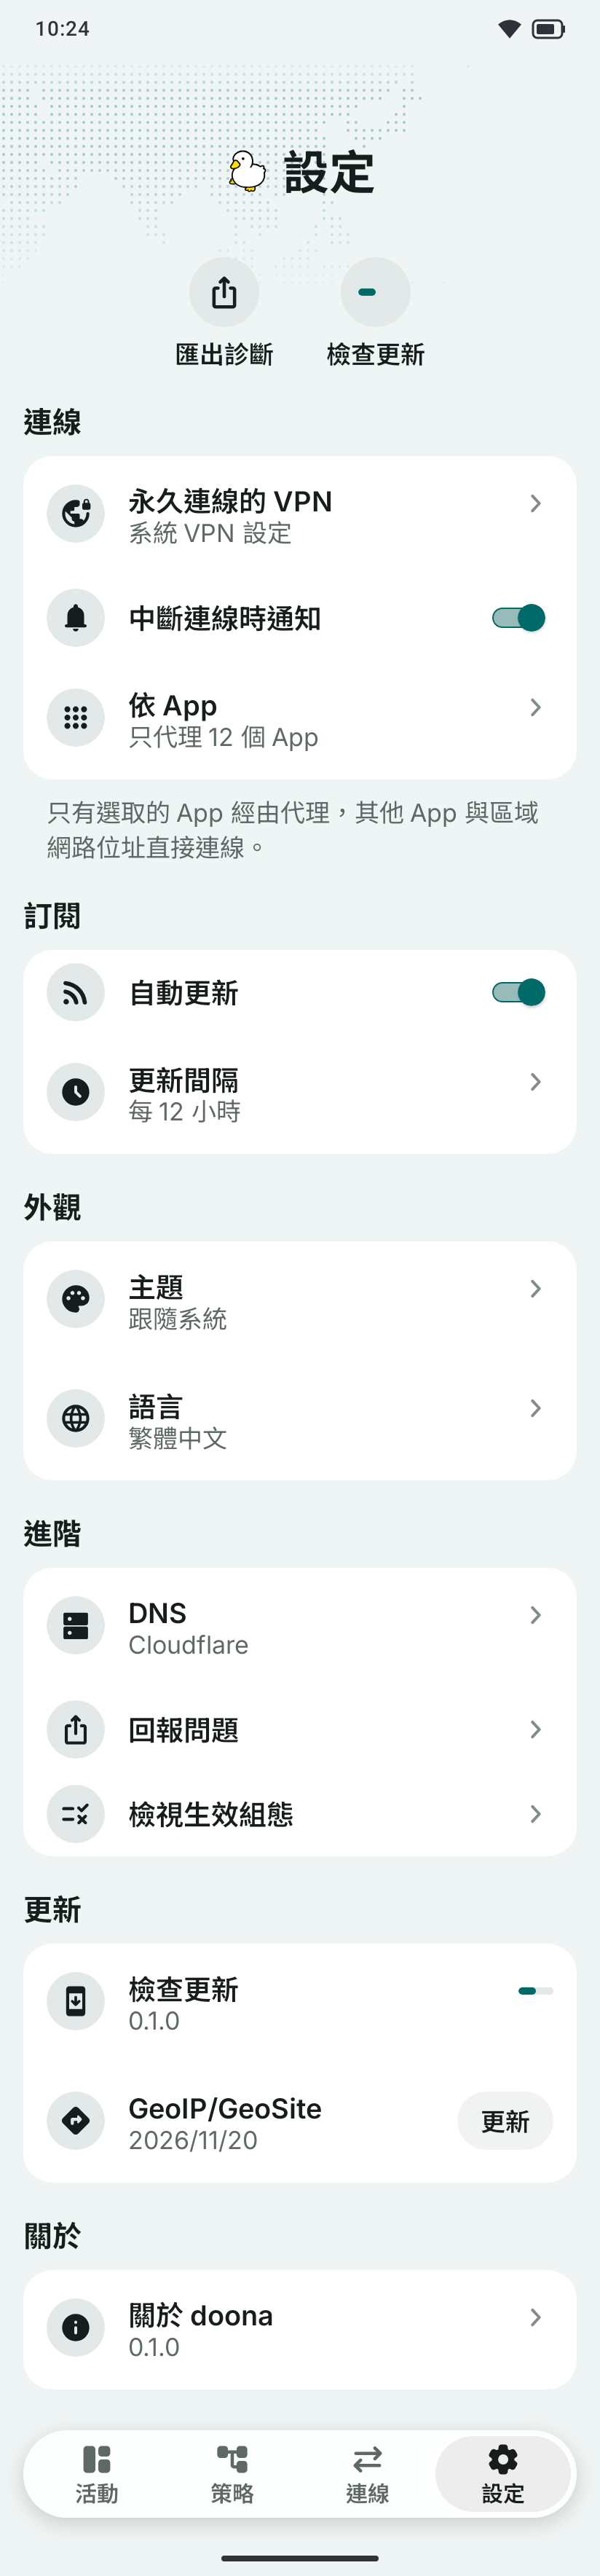 10:24
設定
匯出診斷
檢查更新
連線
永久連線的 VPN
系統 VPN 設定
中斷連線時通知
依 App
只代理 12 個 App
只有選取的 App 經由代理，其他 App 與區域
網路位址直接連線。
訂閱
自動更新
更新間隔
每 12 小時
外觀
主題
跟隨系統
語言
繁體中文
進階
DNS
Cloudflare
回報問題
檢視生效組態
更新
檢查更新
0.1.0
GeoIP/GeoSite
2026/11/20
更新
關於
關於 doona
0.1.0
活動
策略
連線
設定